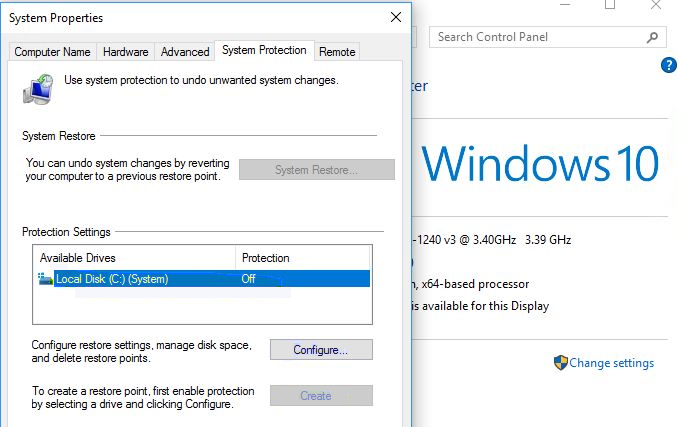 System Properties
Computer Name
Hardware
Advanced
System Protection
Remote
Use system protection to undo unwanted system changes.
System Restore
You can undo system changes by reverting
your computer to a previous restore point.
System Restore...
Protection Settings
Available Drives
Protection
Local Disk (C:) (System)
Off
Configure restore settings, manage disk space,
and delete restore points.
Configure...
To create a restore point, first enable protection
by selecting a drive and clicking Configure.
Create
Search Control Panel
?
ter
Windows 10
-1240 v3 @ 3.40GHz 3.39 GHz
, x64-based processor
is available for this Display
Change settings